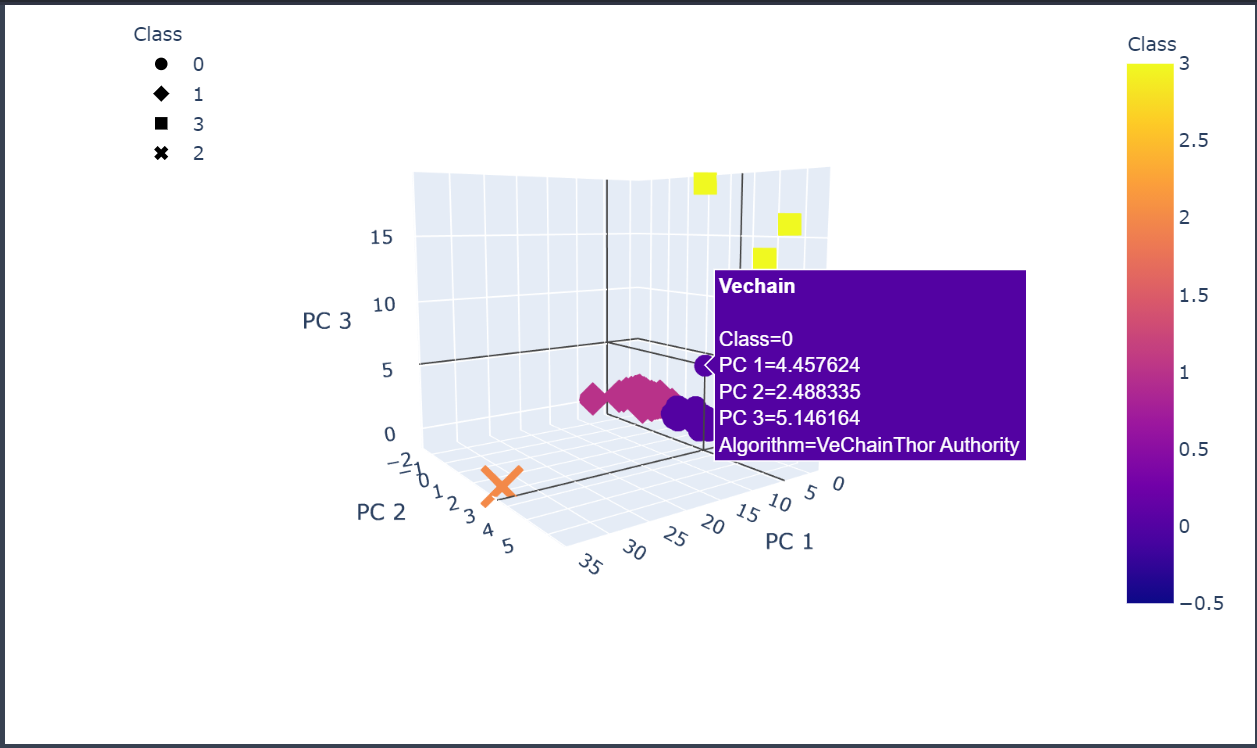 Class
0
1
3
2
Class
3
2.5
2
1.5
1
0.5
0
−0.5
15
10
5
0
PC 3
−2
−1
0
1
2
3
4
5
PC 2
35
30
25
20
15
10
5
0
PC 1
Vechain
Class=0
PC 1=4.457624
PC 2=2.488335
PC 3=5.146164
Algorithm=VeChainThor Authority